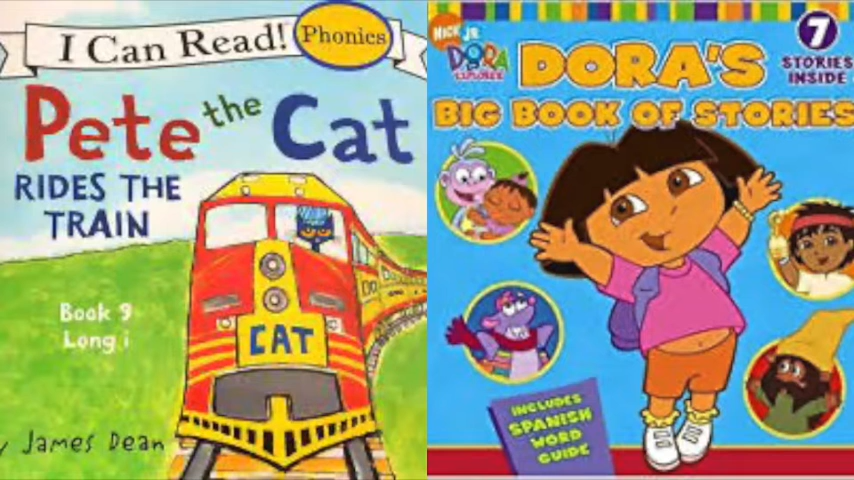 I Can Read!
Phonics
Pete the Cat
RIDES THE
TRAIN
Book 9
Long i
CAT
y James Dean
NICK JR.
DORA
the EXPLORER
DORA'S
BIG BOOK OF STORIES
7
STORIES
INSIDE
INCLUDES
SPANISH
WORD
GUIDE